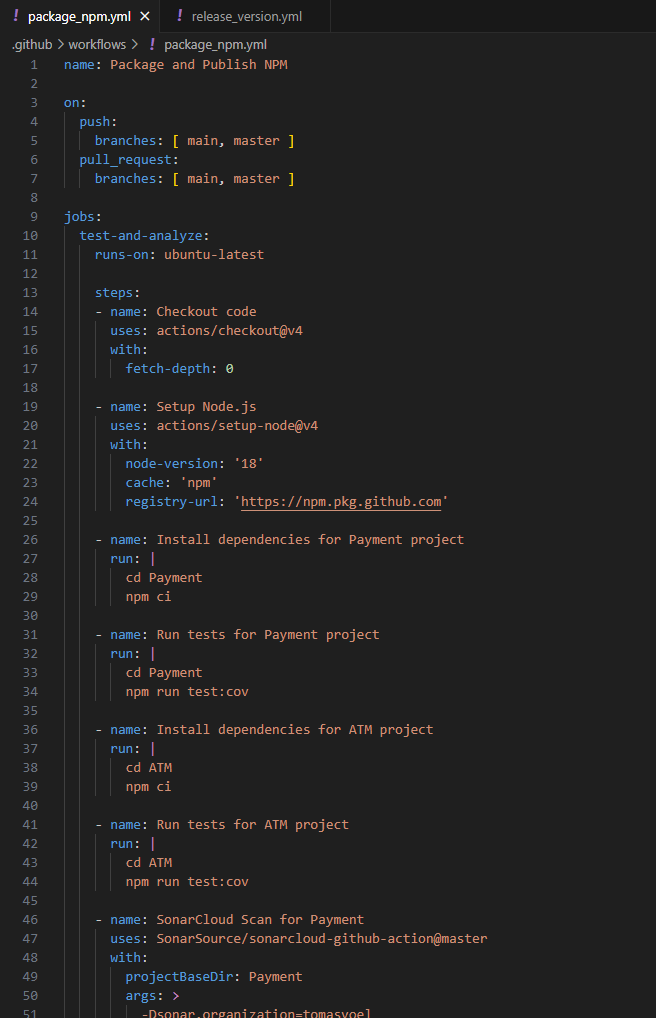 ! package_npm.yml × ! release_version.yml
.github > workflows > ! package_npm.yml
1 name: Package and Publish NPM
2
3 on:
4 push:
5 branches: [ main, master ]
6 pull_request:
7 branches: [ main, master ]
8
9 jobs:
10 test-and-analyze:
11 runs-on: ubuntu-latest
12
13 steps:
14 - name: Checkout code
15 uses: actions/checkout@v4
16 with:
17 fetch-depth: 0
18
19 - name: Setup Node.js
20 uses: actions/setup-node@v4
21 with:
22 node-version: '18'
23 cache: 'npm'
24 registry-url: 'https://npm.pkg.github.com'
25
26 - name: Install dependencies for Payment project
27 run: |
28 cd Payment
29 npm ci
30
31 - name: Run tests for Payment project
32 run: |
33 cd Payment
34 npm run test:cov
35
36 - name: Install dependencies for ATM project
37 run: |
38 cd ATM
39 npm ci
40
41 - name: Run tests for ATM project
42 run: |
43 cd ATM
44 npm run test:cov
45
46 - name: SonarCloud Scan for Payment
47 uses: SonarSource/sonarcloud-github-action@master
48 with:
49 projectBaseDir: Payment
50 args: >
51 -Dsonar.organization=tomasyoel